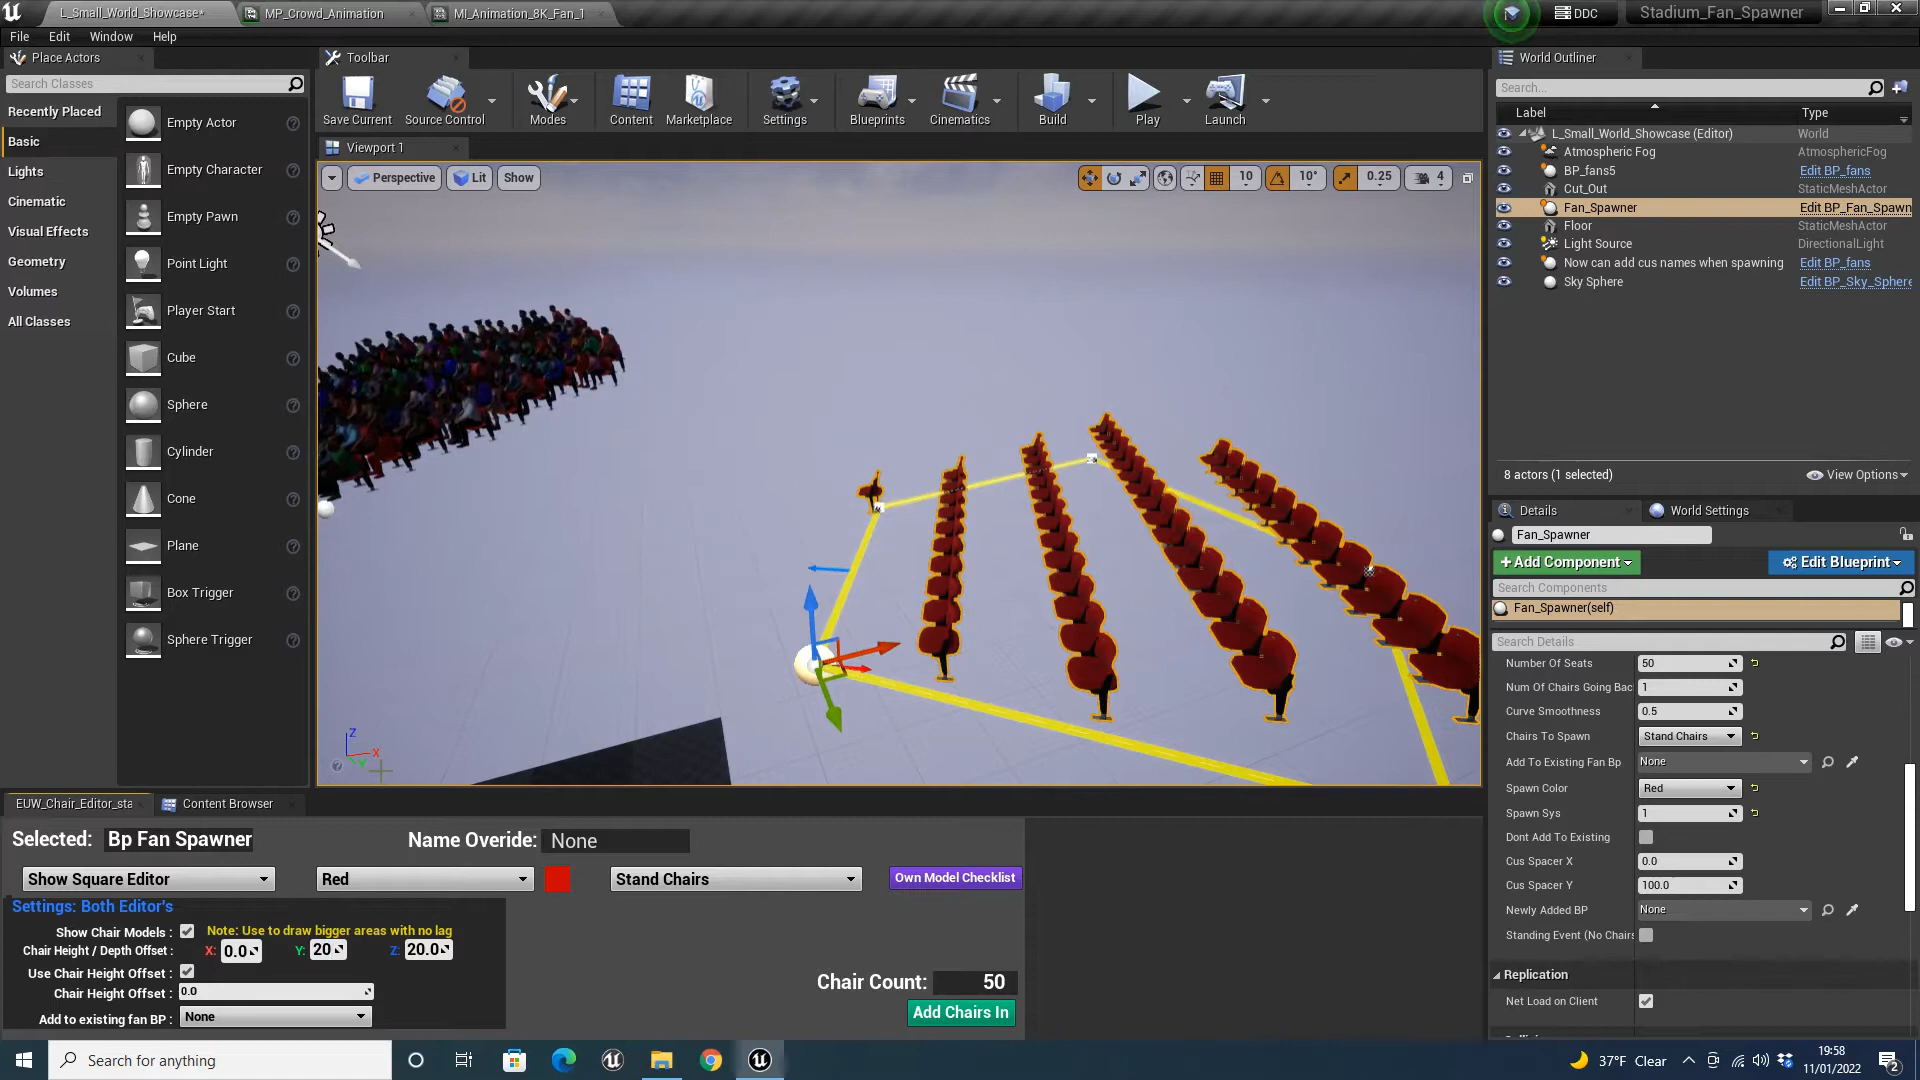 L_Small_World_Showcase*
MP_Crowd_Animation
MI_Animation_8K_Fan_1
DDC
Stadium_Fan_Spawner
File
Edit
Window
Help
Place Actors
Search Classes
Recently Placed
Basic
Lights
Cinematic
Visual Effects
Geometry
Volumes
All Classes
Empty Actor
Empty Character
Empty Pawn
Point Light
Player Start
Cube
Sphere
Cylinder
Cone
Plane
Box Trigger
Sphere Trigger
Toolbar
Save Current
Source Control
Modes
Content
Marketplace
Settings
Blueprints
Cinematics
Build
Play
Launch
Viewport 1
Perspective
Lit
Show
10
10°
0.25
4
Z
X
Y
World Outliner
Search...
Label
Type
L_Small_World_Showcase (Editor)
World
Atmospheric Fog
AtmosphericFog
BP_fans5
Edit BP_fans
Cut_Out
StaticMeshActor
Fan_Spawner
Edit BP_Fan_Spawn
Floor
StaticMeshActor
Light Source
DirectionalLight
Now can add cus names when spawning
Edit BP_fans
Sky Sphere
Edit BP_Sky_Sphere
8 actors (1 selected)
View Options
Details
World Settings
Fan_Spawner
+Add Component
Edit Blueprint
Search Components
Fan_Spawner(self)
Search Details
Number Of Seats
50
Num Of Chairs Going Bac
1
Curve Smoothness
0.5
Chairs To Spawn
Stand Chairs
Add To Existing Fan Bp
None
Spawn Color
Red
Spawn Sys
1
Dont Add To Existing
Cus Spacer X
0.0
Cus Spacer Y
100.0
Newly Added BP
None
Standing Event (No Chairs
Replication
Net Load on Client
EUW_Chair_Editor_sta
Content Browser
Selected:
Bp Fan Spawner
Name Overide:
None
Show Square Editor
Red
Stand Chairs
Own Model Checklist
Settings: Both Editor's
Show Chair Models :
Note: Use to draw bigger areas with no lag
Chair Height / Depth Offset :
X:
0.0
Y:
20
Z:
20.0
Use Chair Height Offset :
Chair Height Offset :
0.0
Add to existing fan BP :
None
Chair Count:
50
Add Chairs In
Search for anything
37°F Clear
19:58
11/01/2022
2